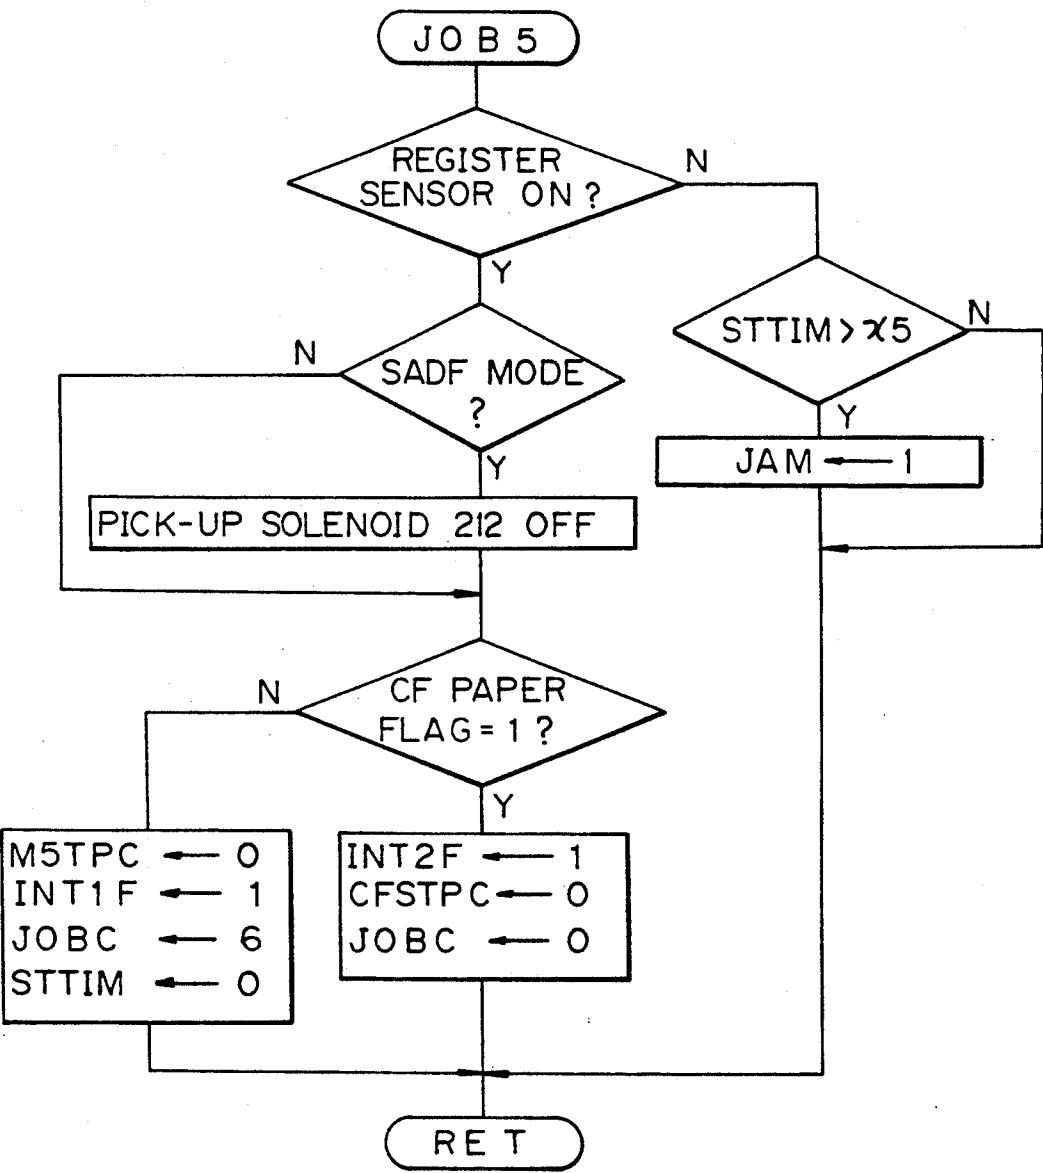 JOB5
REGISTER
SENSOR ON ?
N
Y
STTIM > χ5
N
Y
JAM ← 1
SADF MODE
?
N
Y
PICK-UP SOLENOID 212 OFF
CF PAPER
FLAG = 1 ?
N
Y
M5TPC ← 0
INT1F ← 1
JOBC ← 6
STTIM ← 0
INT2F ← 1
CFSTPC ← 0
JOBC ← 0
RET